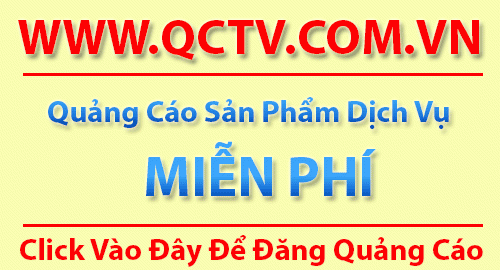 WWW.QCTV.COM.VN
Quảng Cáo Sản Phẩm Dịch Vụ
MIỄN PHÍ
Click Vào Đây Để Đăng Quảng Cáo